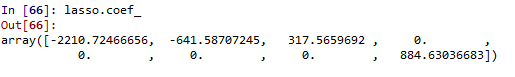 In [66]: lasso.coef_
Out[66]:
array([-2210.72466656,  -641.58707245,   317.5659692 ,     0.        ,
           0.        ,     0.        ,     0.        ,   884.63036683])